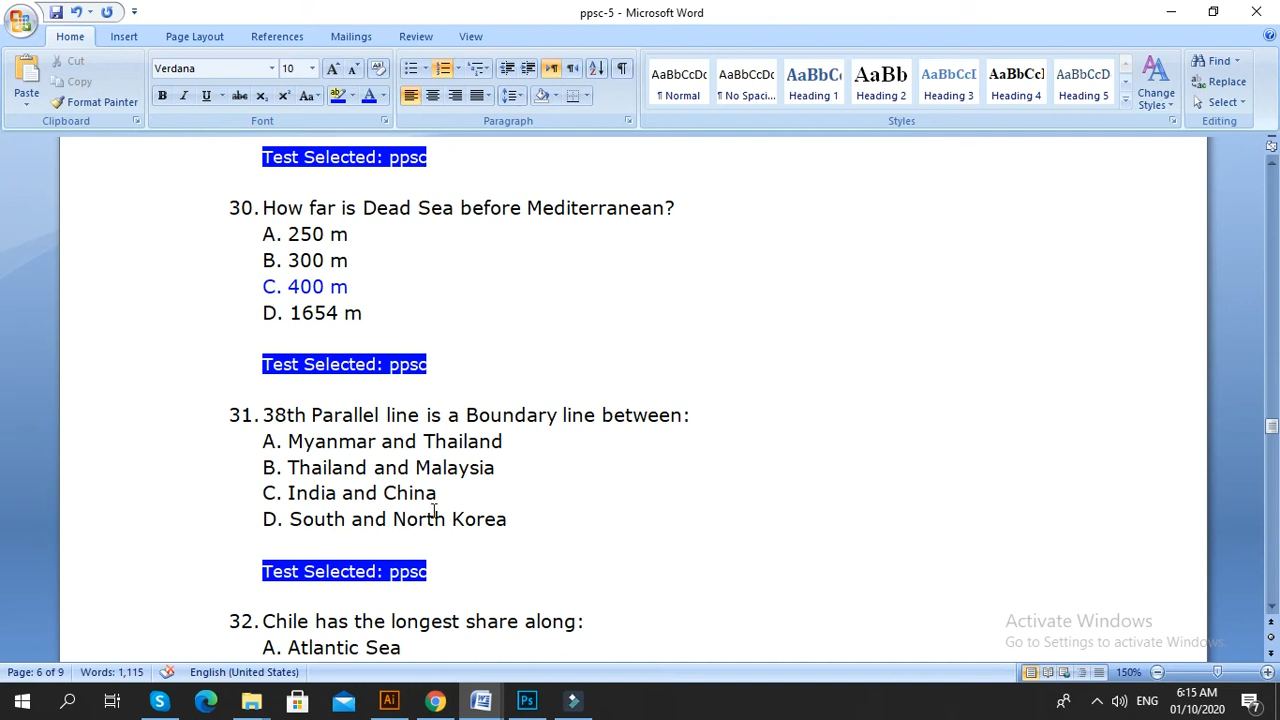 ppsc-5 - Microsoft Word
Home Insert Page Layout References Mailings Review View
Paste
Cut
Copy
Format Painter
Clipboard
Verdana 10
Font
Paragraph
AaBbCcDc AaBbCcDc AaBbC AaBb AaBbCcI AaBbCcI AaBbCcD
¶ Normal ¶ No Spaci... Heading 1 Heading 2 Heading 3 Heading 4 Heading 5
Change Styles
Styles
Find
Replace
Select
Editing
Test Selected: ppsc
30. How far is Dead Sea before Mediterranean?
A. 250 m
B. 300 m
C. 400 m
D. 1654 m
Test Selected: ppsc
31. 38th Parallel line is a Boundary line between:
A. Myanmar and Thailand
B. Thailand and Malaysia
C. India and China
D. South and North Korea
Test Selected: ppsc
32. Chile has the longest share along:
A. Atlantic Sea
Activate Windows
Go to Settings to activate Windows.
Page: 6 of 9 Words: 1,115 English (United States) 150%
ENG
6:15 AM
01/10/2020